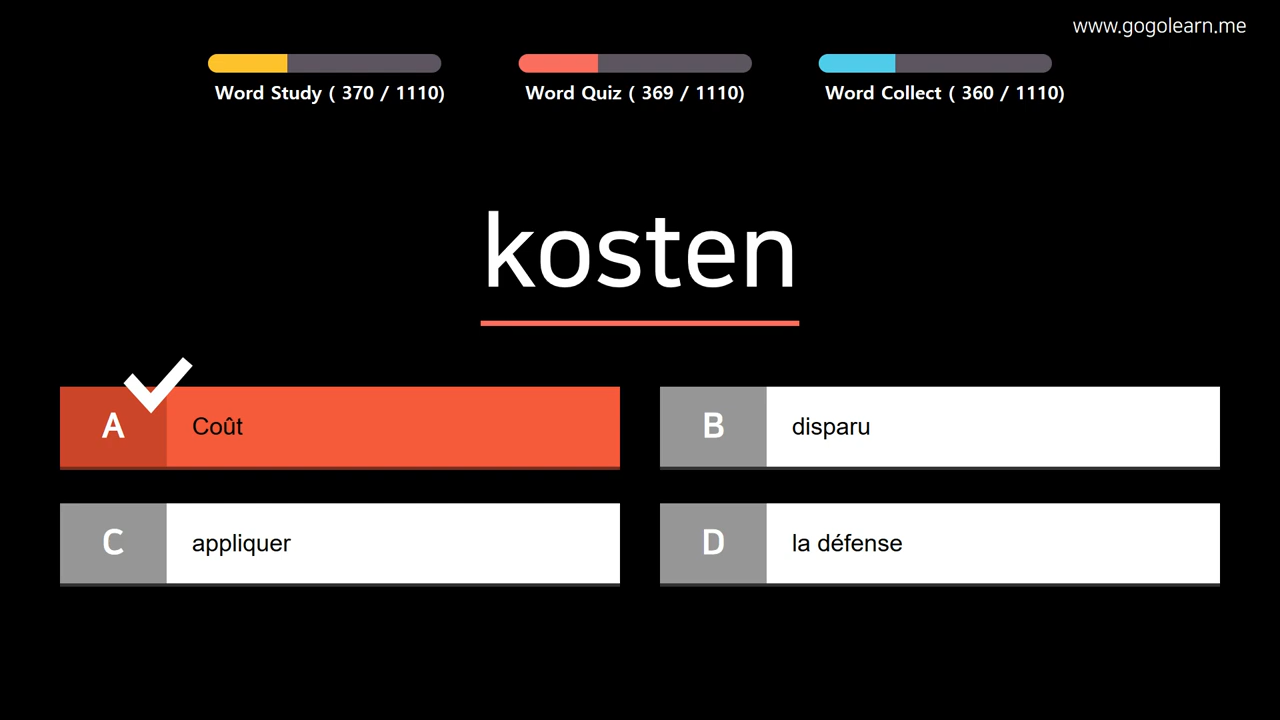 www.gogolearn.me
Word Study ( 370 / 1110)
Word Quiz ( 369 / 1110)
Word Collect ( 360 / 1110)
kosten
A
Coût
B
disparu
C
appliquer
D
la défense